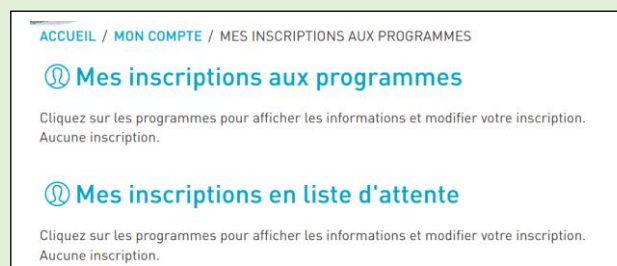 ACCUEIL / MON COMPTE / MES INSCRIPTIONS AUX PROGRAMMES
Mes inscriptions aux programmes
Cliquez sur les programmes pour afficher les informations et modifier votre inscription.
Aucune inscription.
Mes inscriptions en liste d'attente
Cliquez sur les programmes pour afficher les informations et modifier votre inscription.
Aucune inscription.